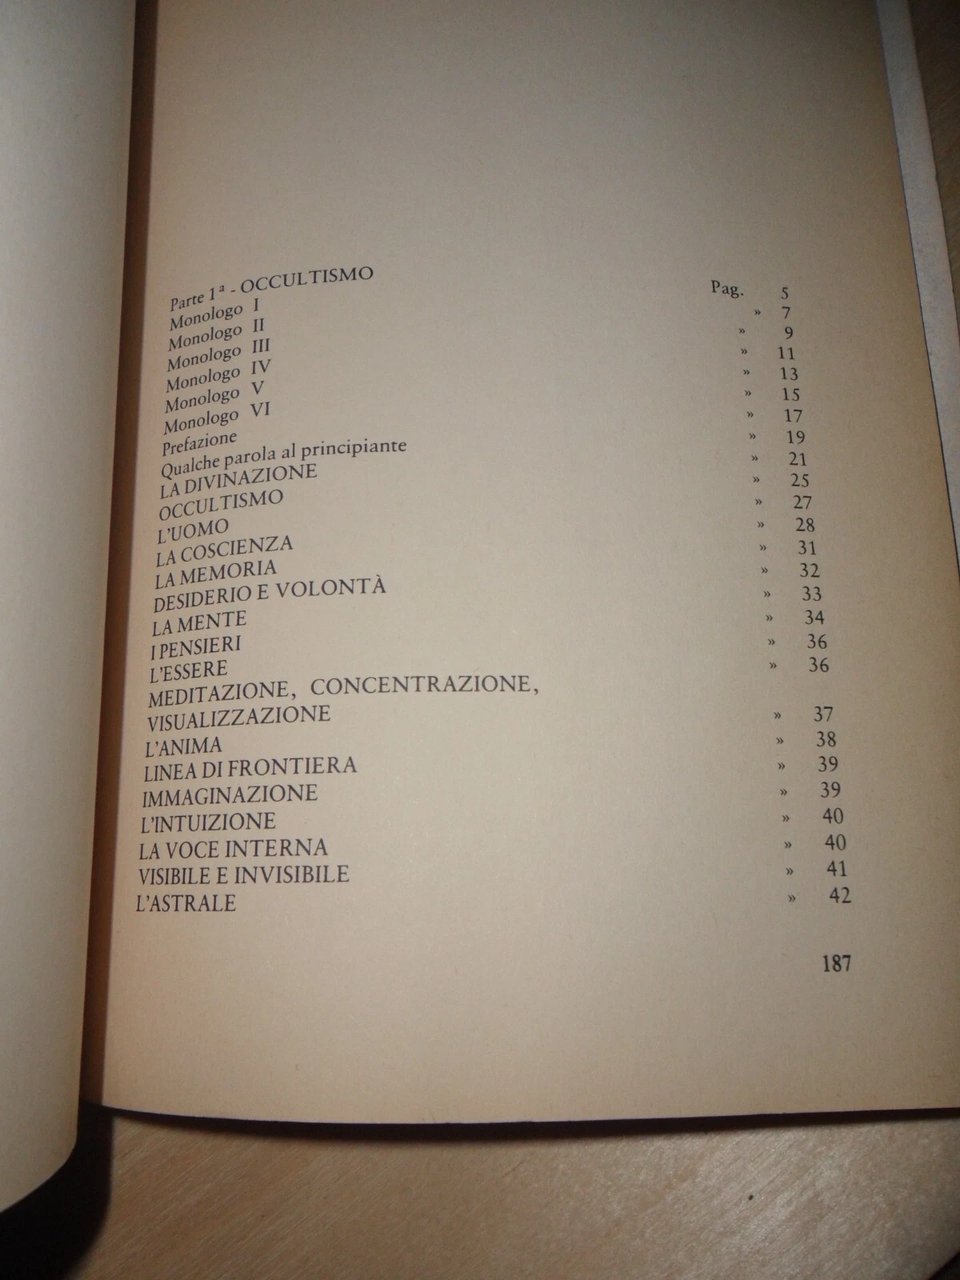 Parte 1ª - OCCULTISMO Pag. 5
Monologo I » 7
Monologo II » 9
Monologo III » 11
Monologo IV » 13
Monologo V » 15
Monologo VI » 17
Prefazione » 19
Qualche parola al principiante » 21
LA DIVINAZIONE » 25
OCCULTISMO » 27
L'UOMO » 28
LA COSCIENZA » 31
LA MEMORIA » 32
DESIDERIO E VOLONTÀ » 33
LA MENTE » 34
I PENSIERI » 36
L'ESSERE » 36
MEDITAZIONE, CONCENTRAZIONE,
VISUALIZZAZIONE » 37
L'ANIMA » 38
LINEA DI FRONTIERA » 39
IMMAGINAZIONE » 39
L'INTUIZIONE » 40
LA VOCE INTERNA » 40
VISIBILE E INVISIBILE » 41
L'ASTRALE » 42
187